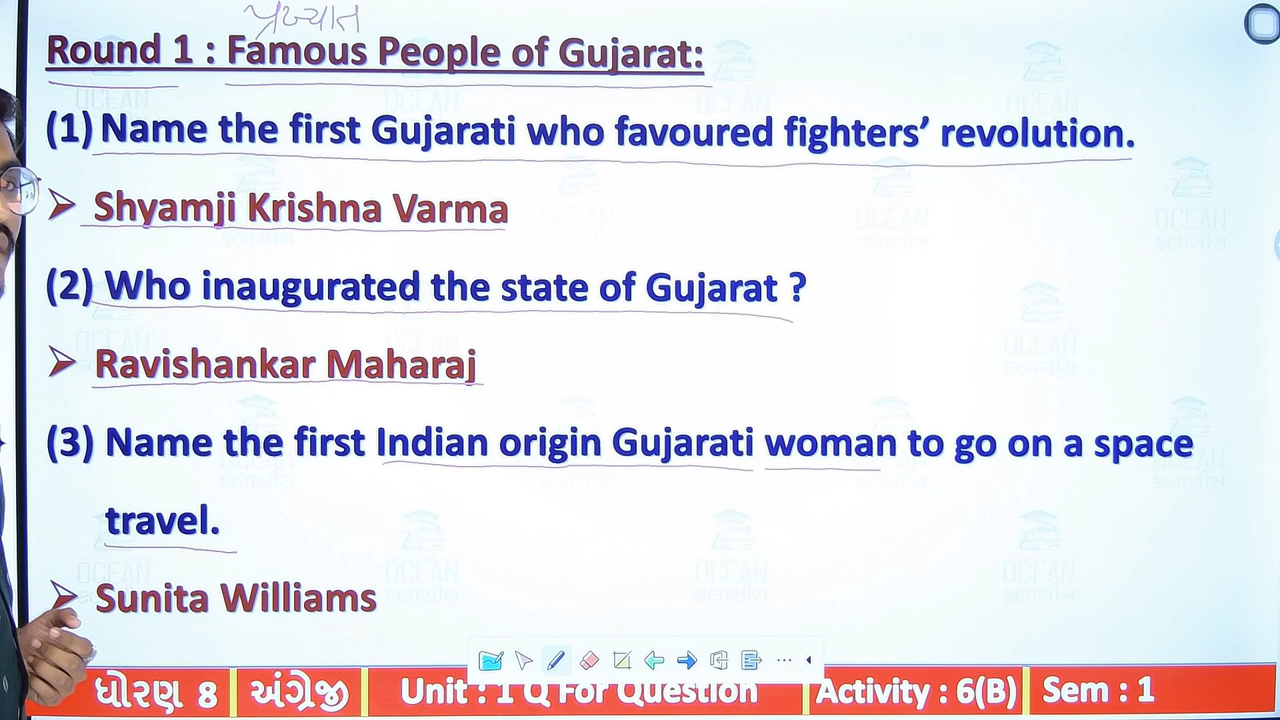 પ્રખ્યાત
Round 1 : Famous People of Gujarat:
(1) Name the first Gujarati who favoured fighters’ revolution.
➢ Shyamji Krishna Varma
(2) Who inaugurated the state of Gujarat ?
➢ Ravishankar Maharaj
(3) Name the first Indian origin Gujarati woman to go on a space
travel.
➢ Sunita Williams
ધોરણ 8 અંગ્રેજી Unit : 1 Q For Question Activity : 6(B) Sem : 1
OCEAN
ક્લાસીસ